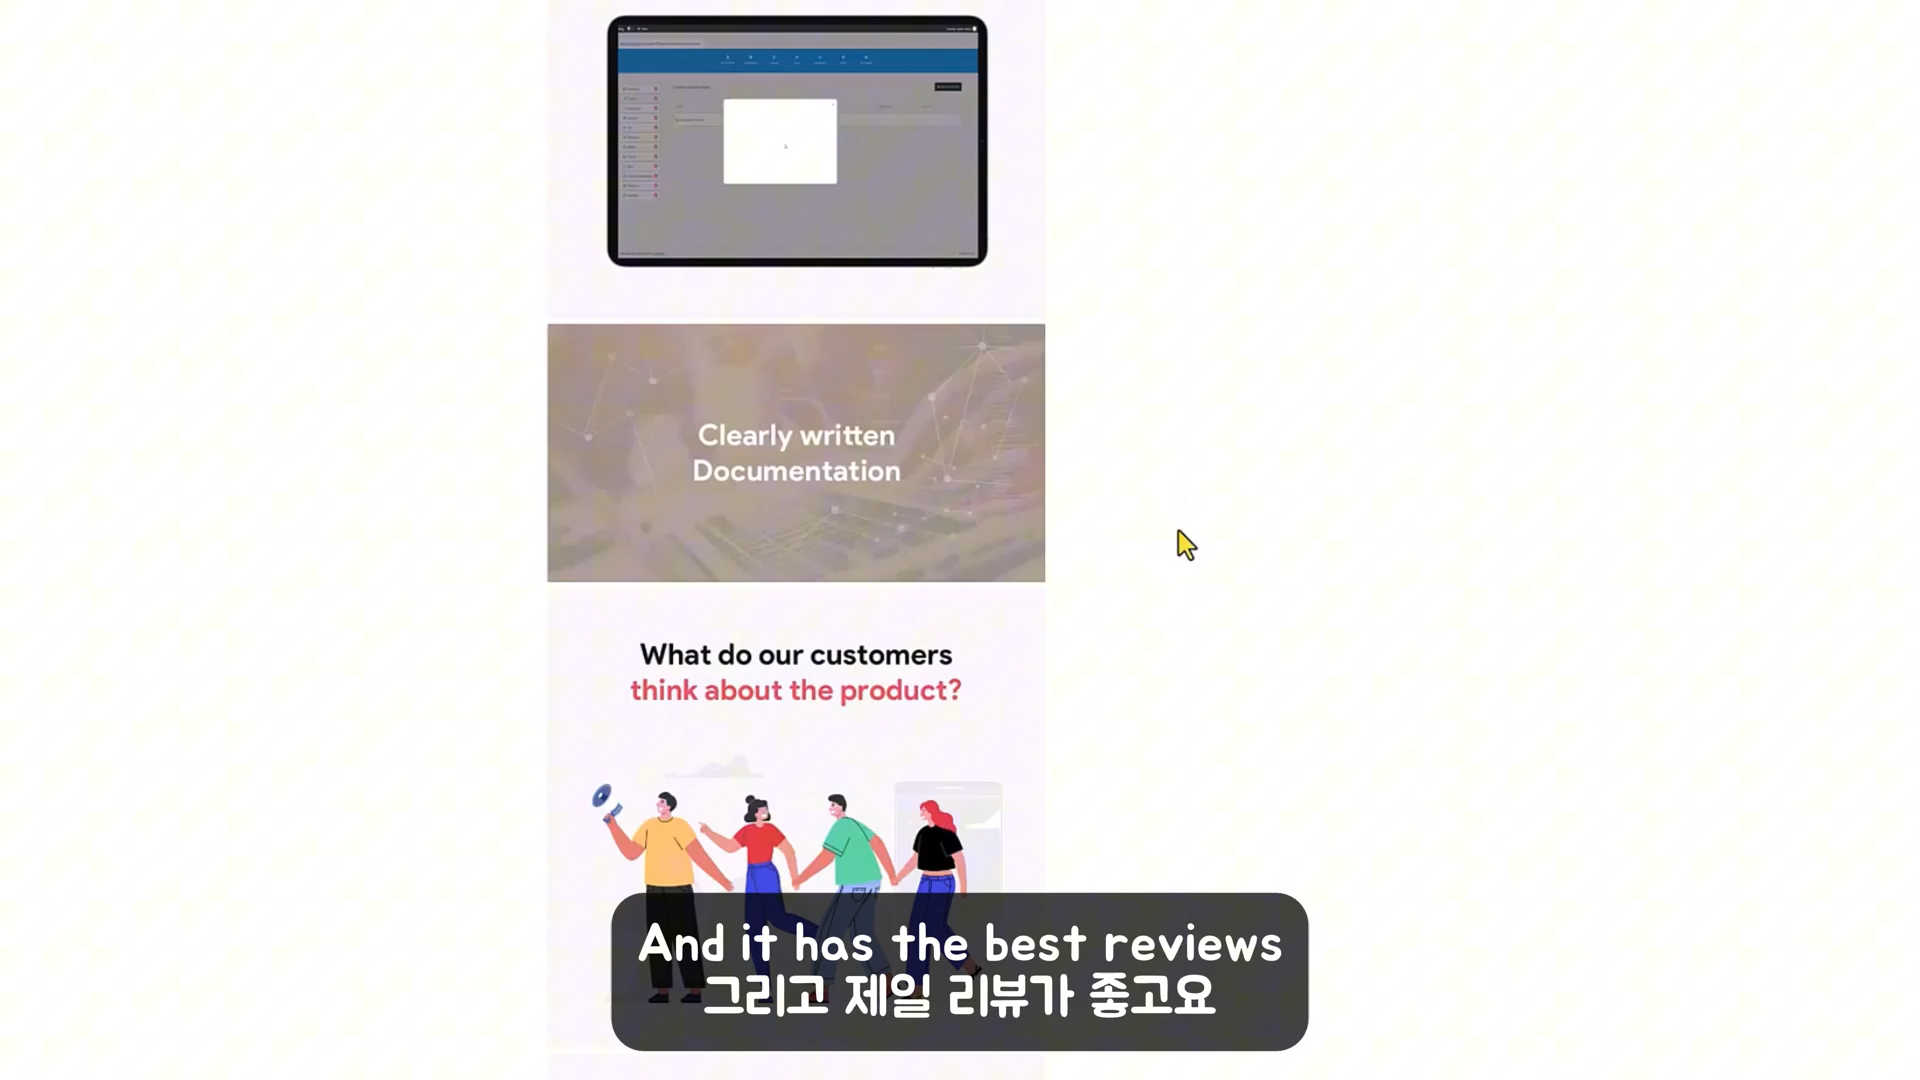 Clearly written
Documentation
What do our customers
think about the product?
And it has the best reviews
그리고 제일 리뷰가 좋고요